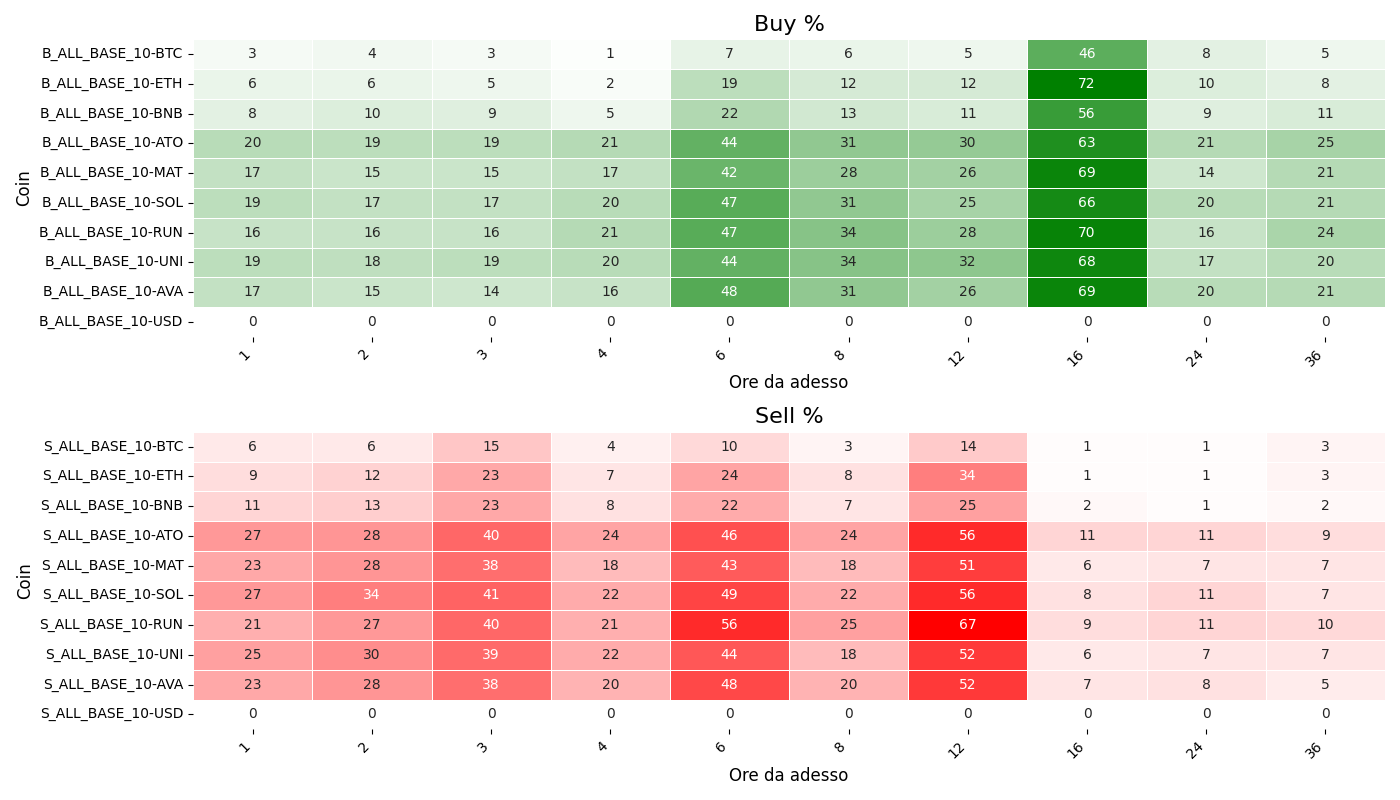 Buy %
Coin
B_ALL_BASE_10-BTC 3 4 3 1 7 6 5 46 8 5
B_ALL_BASE_10-ETH 6 6 5 2 19 12 12 72 10 8
B_ALL_BASE_10-BNB 8 10 9 5 22 13 11 56 9 11
B_ALL_BASE_10-ATO 20 19 19 21 44 31 30 63 21 25
B_ALL_BASE_10-MAT 17 15 15 17 42 28 26 69 14 21
B_ALL_BASE_10-SOL 19 17 17 20 47 31 25 66 20 21
B_ALL_BASE_10-RUN 16 16 16 21 47 34 28 70 16 24
B_ALL_BASE_10-UNI 19 18 19 20 44 34 32 68 17 20
B_ALL_BASE_10-AVA 17 15 14 16 48 31 26 69 20 21
B_ALL_BASE_10-USD 0 0 0 0 0 0 0 0 0 0
1 2 3 4 6 8 12 16 24 36
Ore da adesso
Sell %
Coin
S_ALL_BASE_10-BTC 6 6 15 4 10 3 14 1 1 3
S_ALL_BASE_10-ETH 9 12 23 7 24 8 34 1 1 3
S_ALL_BASE_10-BNB 11 13 23 8 22 7 25 2 1 2
S_ALL_BASE_10-ATO 27 28 40 24 46 24 56 11 11 9
S_ALL_BASE_10-MAT 23 28 38 18 43 18 51 6 7 7
S_ALL_BASE_10-SOL 27 34 41 22 49 22 56 8 11 7
S_ALL_BASE_10-RUN 21 27 40 21 56 25 67 9 11 10
S_ALL_BASE_10-UNI 25 30 39 22 44 18 52 6 7 7
S_ALL_BASE_10-AVA 23 28 38 20 48 20 52 7 8 5
S_ALL_BASE_10-USD 0 0 0 0 0 0 0 0 0 0
1 2 3 4 6 8 12 16 24 36
Ore da adesso